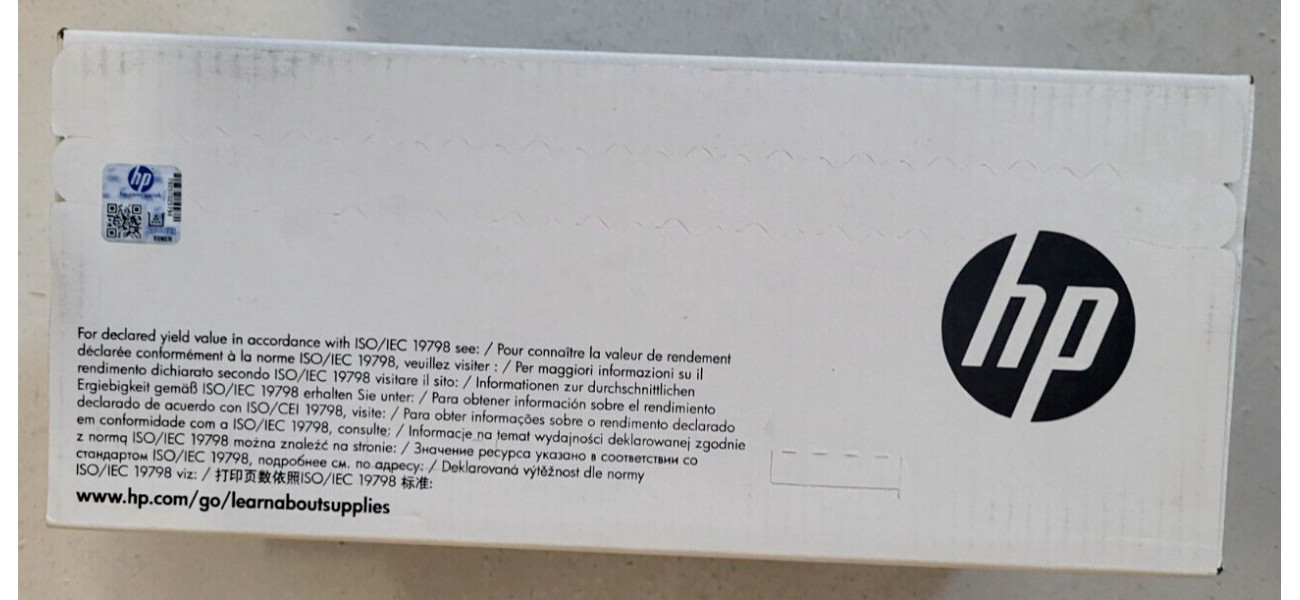 hp
For declared yield value in accordance with ISO/IEC 19798 see: / Pour connaître la valeur de rendement
déclarée conformément à la norme ISO/IEC 19798, veuillez visiter : / Per maggiori informazioni su il
rendimento dichiarato secondo ISO/IEC 19798 visitare il sito: / Informationen zur durchschnittlichen
Ergiebigkeit gemäß ISO/IEC 19798 erhalten Sie unter: / Para obtener información sobre el rendimiento
declarado de acuerdo con ISO/CEI 19798, visite: / Para obter informações sobre o rendimento declarado
em conformidade com a ISO/IEC 19798, consulte: / Informacje na temat wydajności deklarowanej zgodnie
z normą ISO/IEC 19798 można znaleźć na stronie: / Значение ресурса указано в соответствии со
стандартом ISO/IEC 19798, подробнее см. по адресу: / Deklarovaná výtěžnost dle normy
ISO/IEC 19798 viz: / 打印页数依照ISO/IEC 19798 标准:
www.hp.com/go/learnaboutsupplies
hp